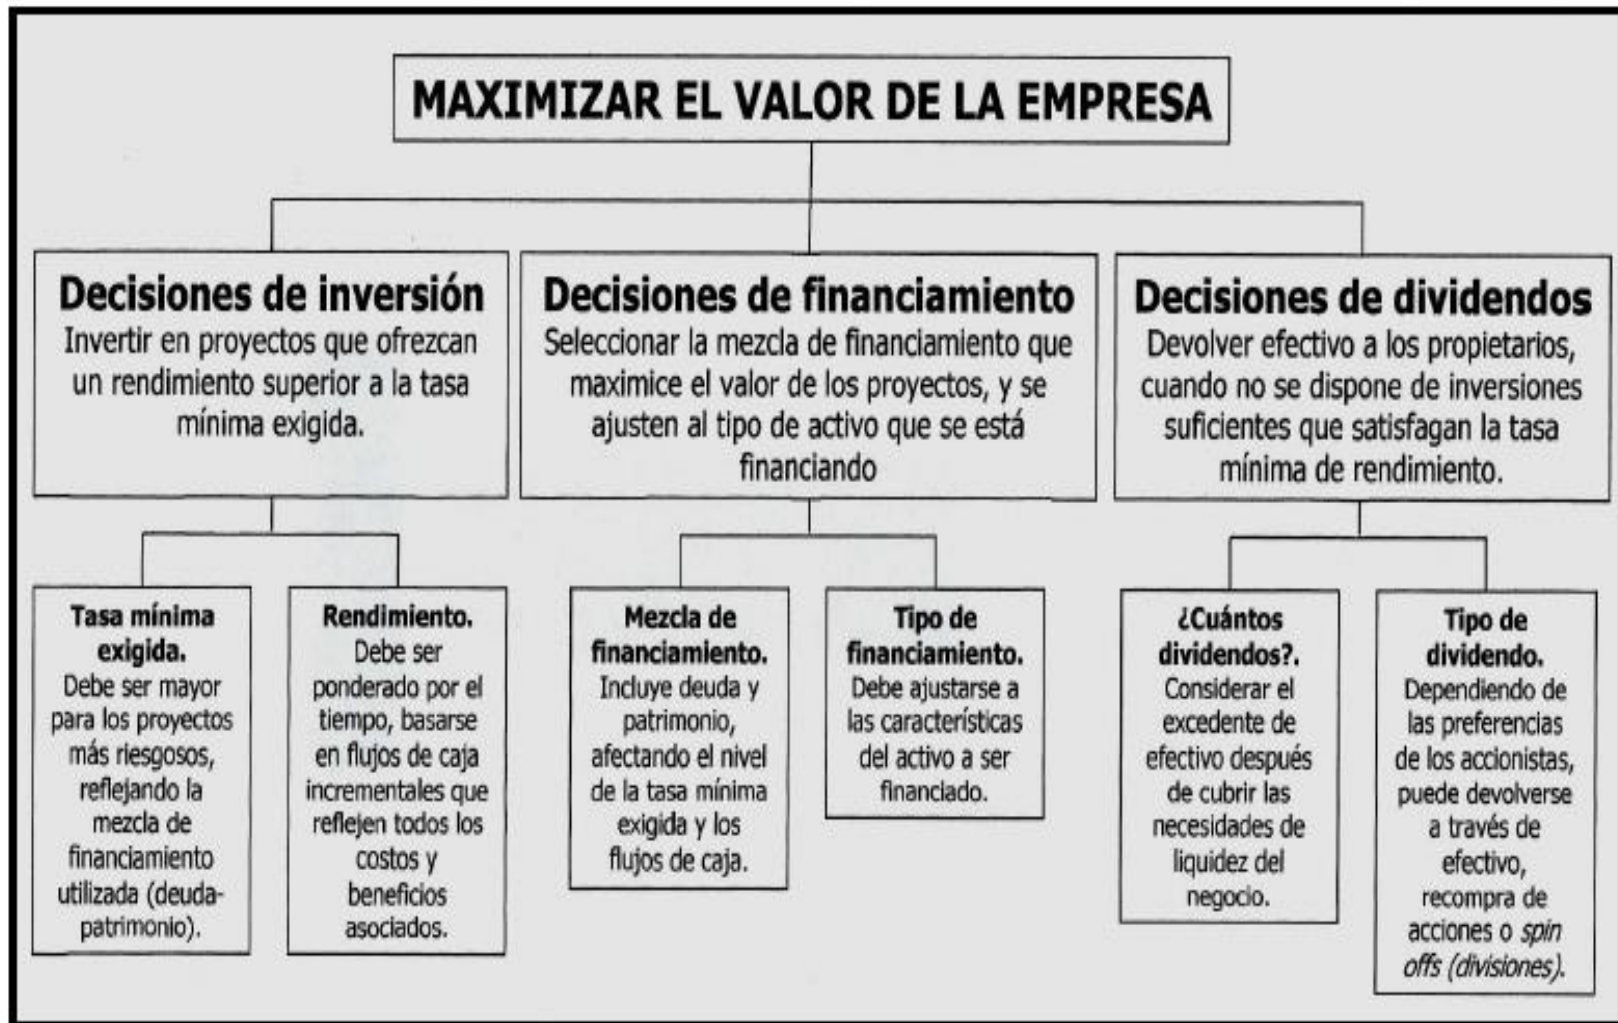 MAXIMIZAR EL VALOR DE LA EMPRESA
Decisiones de inversión
Invertir en proyectos que ofrezcan
un rendimiento superior a la tasa
mínima exigida.
Decisiones de financiamiento
Seleccionar la mezcla de financiamiento que
maximice el valor de los proyectos, y se
ajusten al tipo de activo que se está
financiando
Decisiones de dividendos
Devolver efectivo a los propietarios,
cuando no se dispone de inversiones
suficientes que satisfagan la tasa
mínima de rendimiento.
Tasa mínima
exigida.
Debe ser mayor
para los proyectos
más riesgosos,
reflejando la
mezcla de
financiamiento
utilizada (deuda-
patrimonio).
Rendimiento.
Debe ser
ponderado por el
tiempo, basarse
en flujos de caja
incrementales que
reflejen todos los
costos y
beneficios
asociados.
Mezcla de
financiamiento.
Incluye deuda y
patrimonio,
afectando el nivel
de la tasa mínima
exigida y los
flujos de caja.
Tipo de
financiamiento.
Debe ajustarse a
las características
del activo a ser
financiado.
¿Cuántos
dividendos?.
Considerar el
excedente de
efectivo después
de cubrir las
necesidades de
liquidez del
negocio.
Tipo de
dividendo.
Dependiendo de
las preferencias
de los accionistas,
puede devolverse
a través de
efectivo,
recompra de
acciones o spin
offs (divisiones).